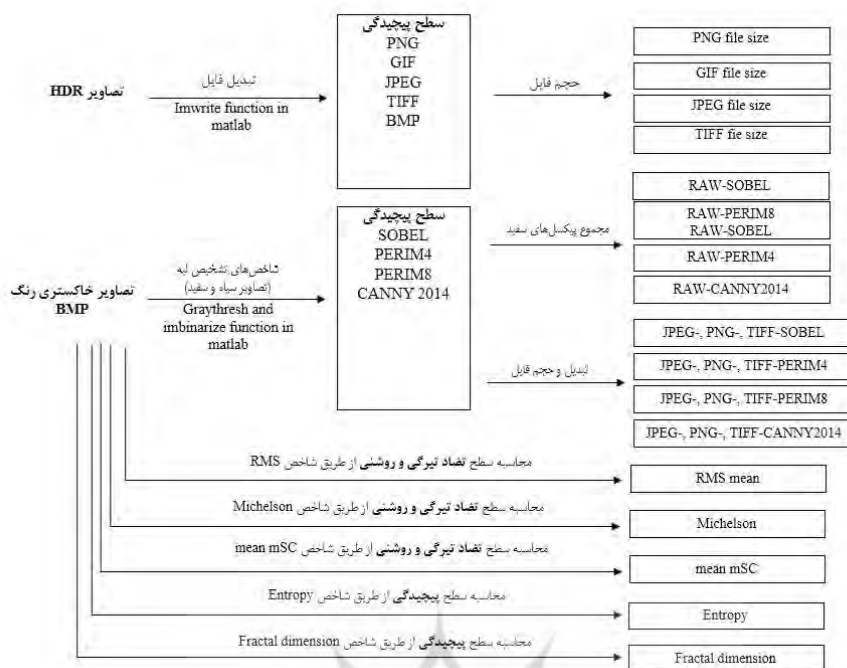 سطح پیچیدگی
PNG
GIF
JPEG
TIFF
BMP
تصاویر HDR
تبدیل فایل
Imwrite function in
matlab
حجم فایل
PNG file size
GIF file size
JPEG file size
TIFF fie size
سطح پیچیدگی
SOBEL
PERIM4
PERIM8
CANNY 2014
تصاویر خاکستری رنگ
BMP
شاخص‌های تشخیص لبه
(تصاویر سیاه و سفید)
Graythresh and
imbinarize function in
matlab
مجموع پیکسل‌های سفید
RAW-SOBEL
RAW-PERIM8
RAW-SOBEL
RAW-PERIM4
RAW-CANNY2014
تبدیل و حجم فایل
JPEG-, PNG-, TIFF-SOBEL
JPEG-, PNG-, TIFF-PERIM4
JPEG-, PNG-, TIFF-PERIM8
JPEG-, PNG-, TIFF-CANNY2014
محاسبه سطح تضاد تیرگی و روشنی از طریق شاخص RMS
RMS mean
محاسبه سطح تضاد تیرگی و روشنی از طریق شاخص Michelson
Michelson
محاسبه سطح تضاد تیرگی و روشنی از طریق شاخص mean mSC
mean mSC
محاسبه سطح پیچیدگی از طریق شاخص Entropy
Entropy
محاسبه سطح پیچیدگی از طریق شاخص Fractal dimension
Fractal dimension